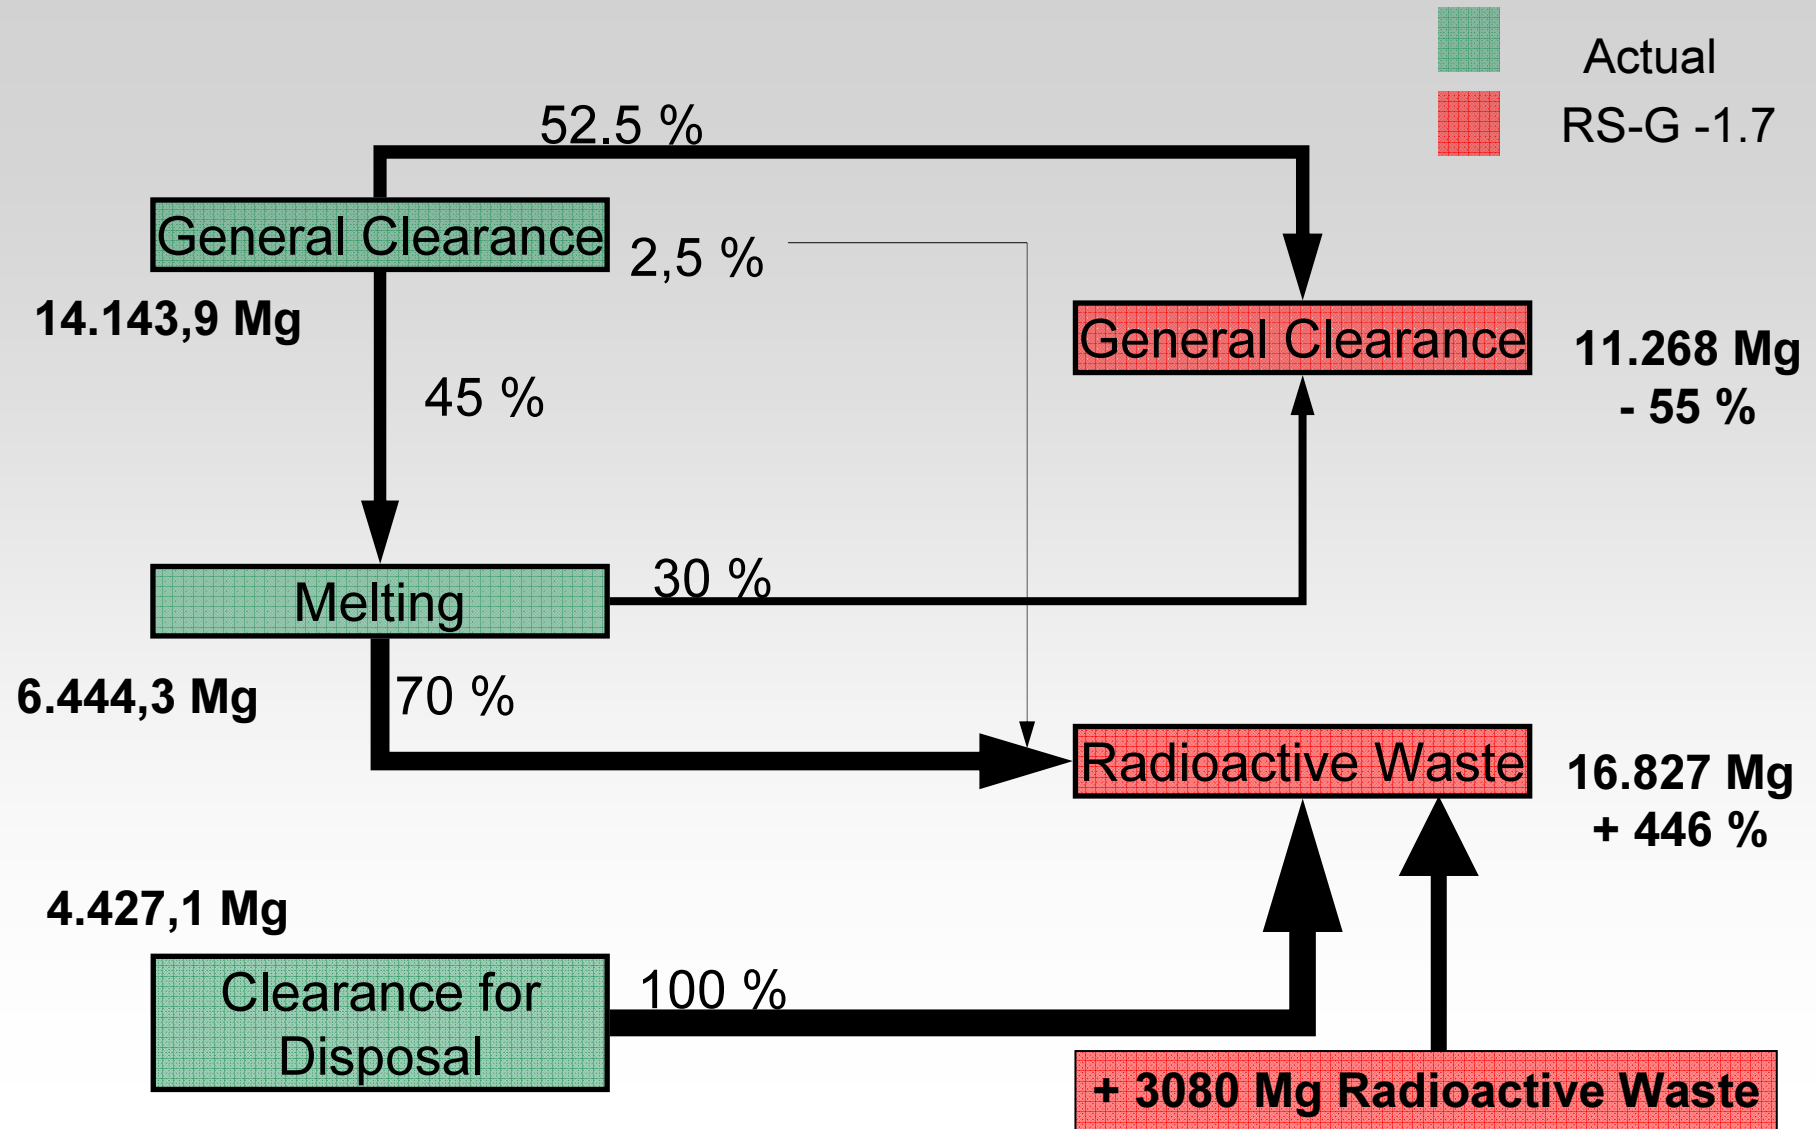 Actual
RS-G -1.7
52.5 %
General Clearance
2,5 %
14.143,9 Mg
General Clearance
11.268 Mg
- 55 %
45 %
Melting
30 %
6.444,3 Mg
70 %
Radioactive Waste
16.827 Mg
+ 446 %
4.427,1 Mg
Clearance for
Disposal
100 %
+ 3080 Mg Radioactive Waste